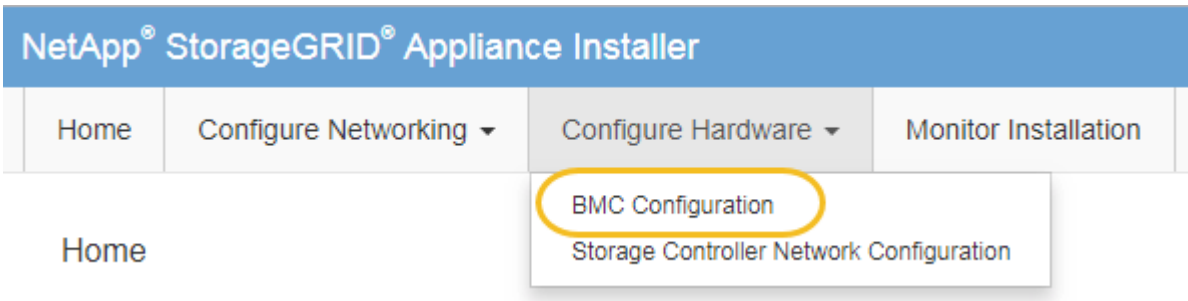 NetApp® StorageGRID® Appliance Installer
Home Configure Networking Configure Hardware Monitor Installation
BMC Configuration
Home
Storage Controller Network Configuration